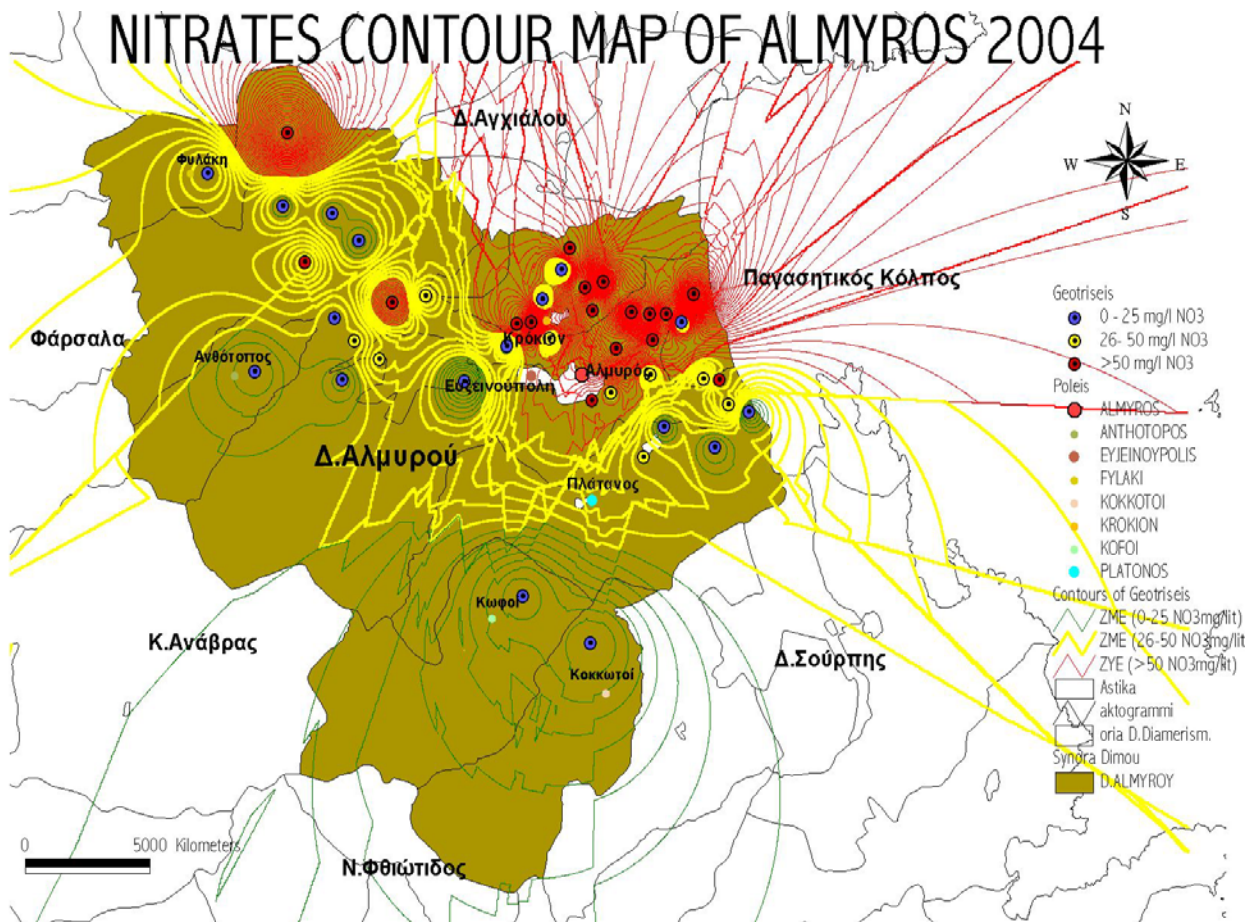 NITRATES CONTOUR MAP OF ALMYROS 2004
Δ.Αγχιάλου
N
W
E
S
Φυλάκη
Παγασητικός Κόλπος
Φάρσαλα
Κρόκιον
Ανθότοπος
Ευξεινούπολη
Αλμυρός
Δ.Αλμυρού
Πλάτανος
Κωφοί
Κ.Ανάβρας
Κοκκωτοί
Δ.Σούρπης
Ν.Φθιώτιδος
0 5000 Kilometers
Geotriseis
0 - 25 mg/l NO3
26- 50 mg/l NO3
>50 mg/l NO3
Poleis
ALMYROS
ANTHOTOPOS
EYJEINOYPOLIS
FYLAKI
KOKKOTOI
KROKION
KOFOI
PLATONOS
Contours of Geotriseis
ZME (0-25 NO3mg/lit)
ZME (26-50 NO3mg/lit
ZYE (>50 NO3mg/lit)
Astika
aktogrammi
oria D.Diamerism.
Synora Dimou
D.ALMYROY